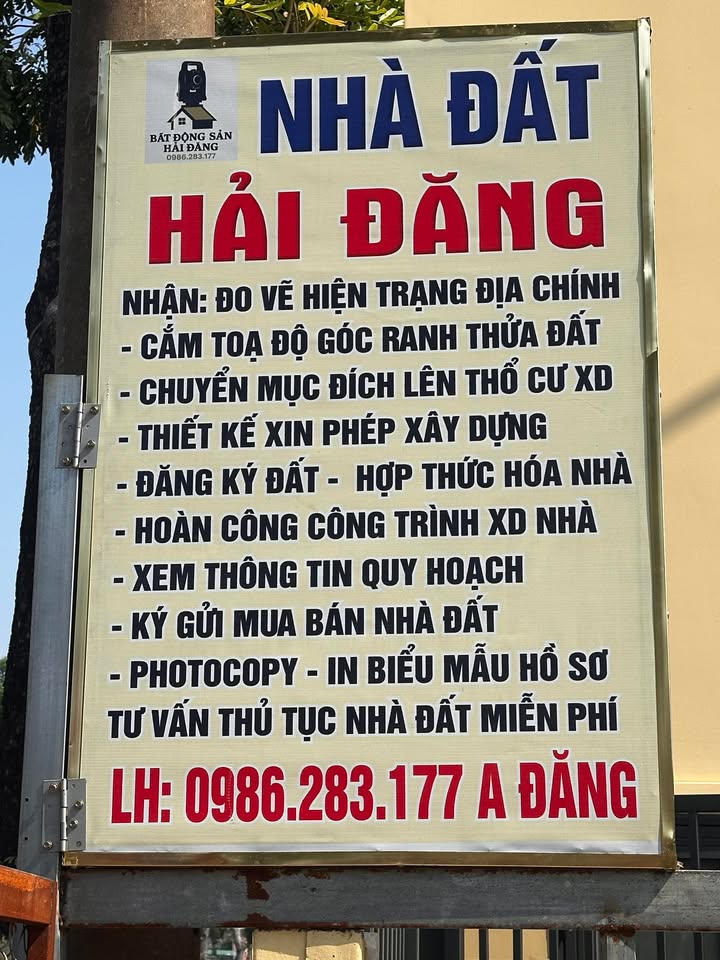 BẤT ĐỘNG SẢN
HẢI ĐĂNG
0986.283.177
NHÀ ĐẤT
HẢI ĐĂNG
NHẬN: ĐO VẼ HIỆN TRẠNG ĐỊA CHÍNH
- CẮM TOẠ ĐỘ GÓC RANH THỬA ĐẤT
- CHUYỂN MỤC ĐÍCH LÊN THỔ CƯ XD
- THIẾT KẾ XIN PHÉP XÂY DỰNG
- ĐĂNG KÝ ĐẤT - HỢP THỨC HÓA NHÀ
- HOÀN CÔNG CÔNG TRÌNH XD NHÀ
- XEM THÔNG TIN QUY HOẠCH
- KÝ GỬI MUA BÁN NHÀ ĐẤT
- PHOTOCOPY - IN BIỂU MẪU HỒ SƠ
TƯ VẤN THỦ TỤC NHÀ ĐẤT MIỄN PHÍ
LH: 0986.283.177 A ĐĂNG